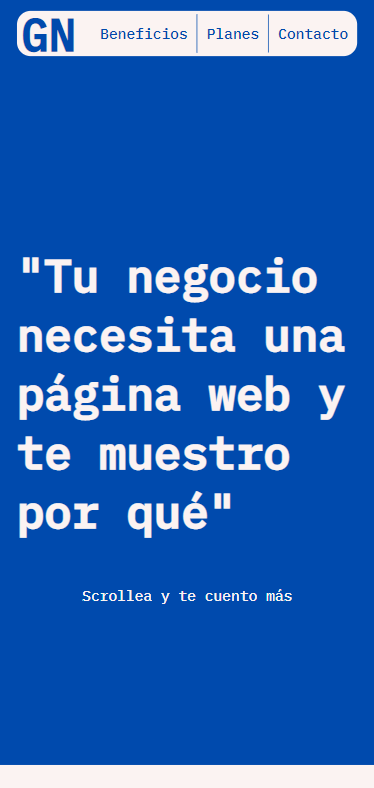 GN
Beneficios Planes Contacto
"Tu negocio
necesita una
página web y
te muestro
por qué"
Scrollea y te cuento más